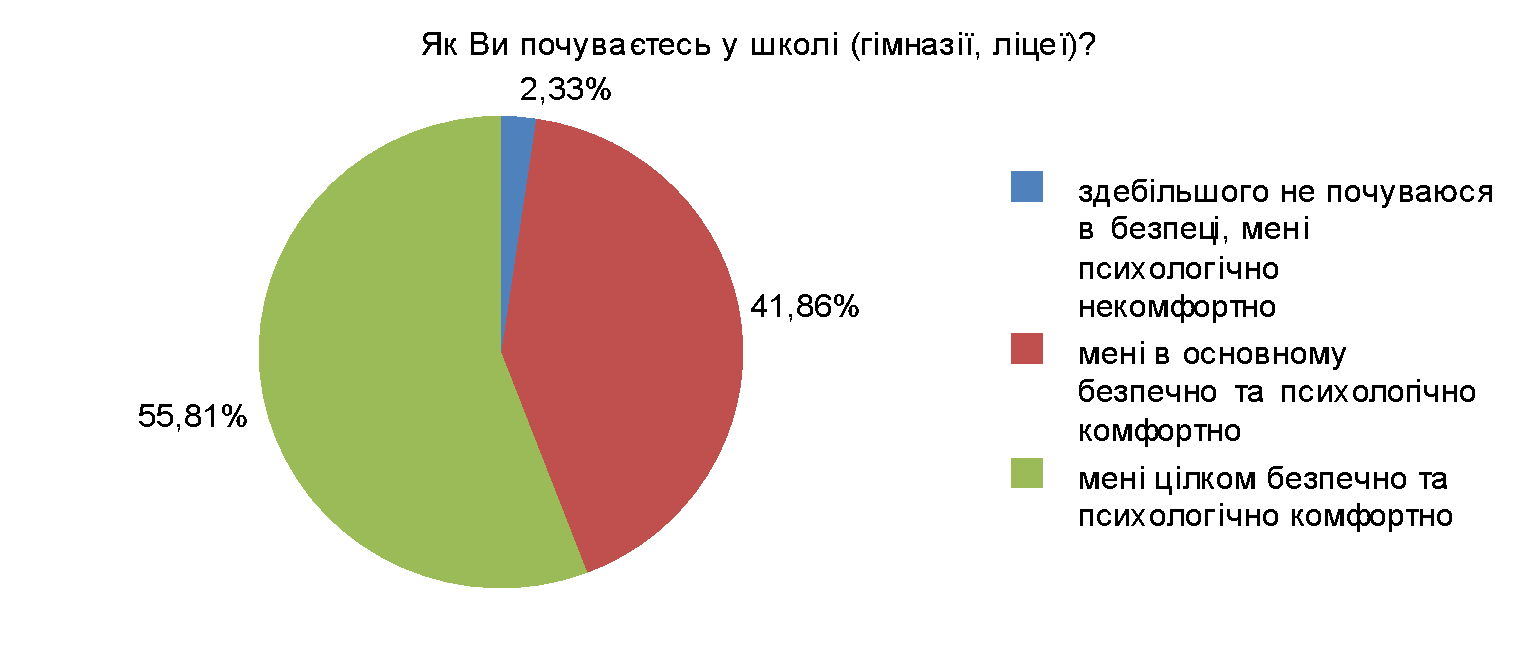 Як Ви почуваєтесь у школі (гімназії, ліцеї)?
2,33%
41,86%
55,81%
здебільшого не почуваюся
в безпеці, мені
психологічно
некомфортно
мені в основному
безпечно та психологічно
комфортно
мені цілком безпечно та
психологічно комфортно